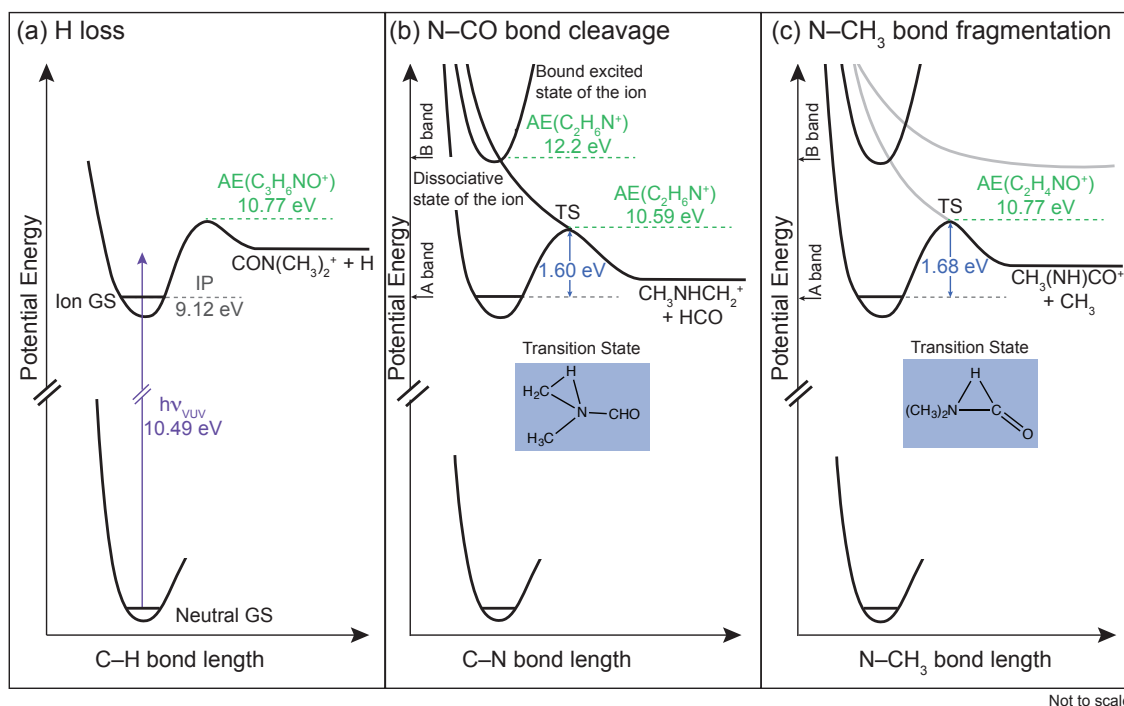 (a) H loss
Potential Energy
AE(C₃H₆NO⁺)
10.77 eV
CON(CH₃)₂⁺ + H
Ion GS
IP
9.12 eV
hν_VUV
10.49 eV
Neutral GS
C–H bond length
(b) N–CO bond cleavage
Potential Energy
B band
A band
Bound excited
state of the ion
AE(C₂H₆N⁺)
12.2 eV
Dissociative
state of the ion
AE(C₂H₆N⁺)
10.59 eV
TS
1.60 eV
CH₃NHCH₂⁺
+ HCO
Transition State
H
H₂C
N
CHO
H₃C
C–N bond length
(c) N–CH₃ bond fragmentation
Potential Energy
B band
A band
AE(C₂H₄NO⁺)
10.77 eV
TS
1.68 eV
CH₃(NH)CO⁺
+ CH₃
Transition State
H
(CH₃)₂N
C
O
N–CH₃ bond length
Not to scale